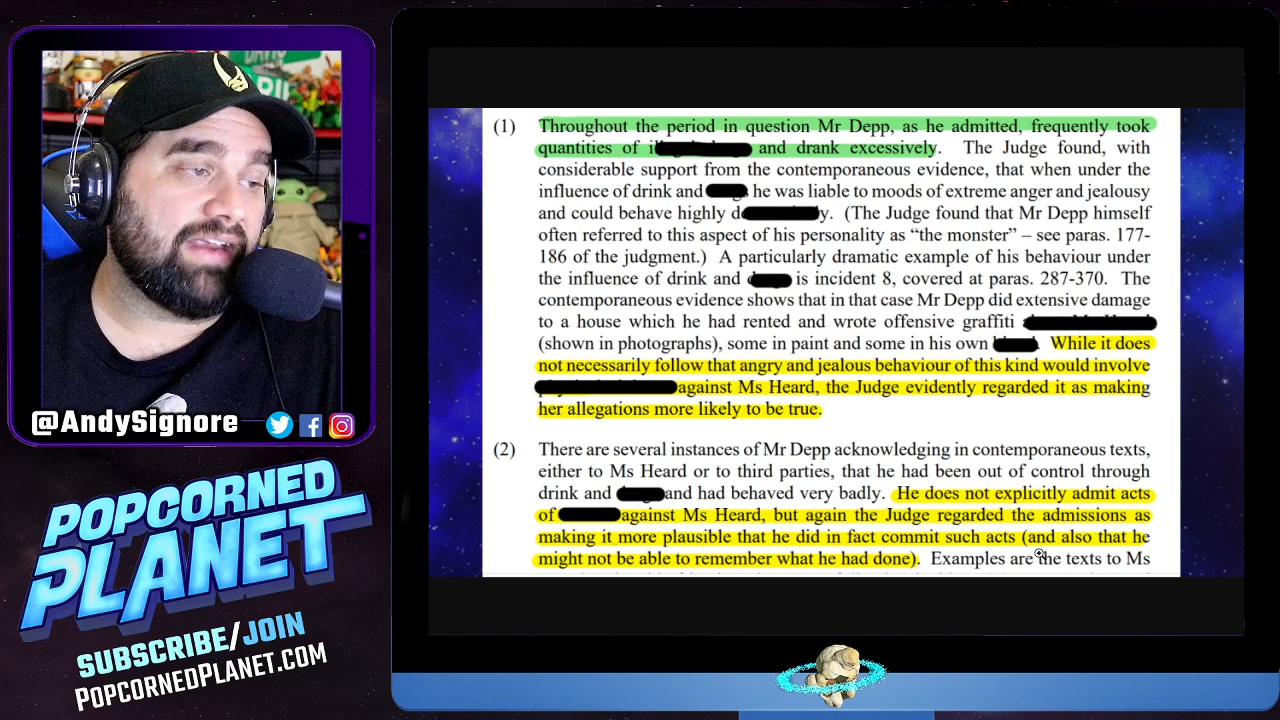 (1) Throughout the period in question Mr Depp, as he admitted, frequently took
quantities of and drank excessively. The Judge found, with
considerable support from the contemporaneous evidence, that when under the
influence of drink and he was liable to moods of extreme anger and jealousy
and could behave highly (The Judge found that Mr Depp himself
often referred to this aspect of his personality as “the monster” – see paras. 177-
186 of the judgment.) A particularly dramatic example of his behaviour under
the influence of drink and is incident 8, covered at paras. 287-370. The
contemporaneous evidence shows that in that case Mr Depp did extensive damage
to a house which he had rented and wrote offensive graffiti
(shown in photographs), some in paint and some in his own While it does
not necessarily follow that angry and jealous behaviour of this kind would involve
against Ms Heard, the Judge evidently regarded it as making
her allegations more likely to be true.
(2) There are several instances of Mr Depp acknowledging in contemporaneous texts,
either to Ms Heard or to third parties, that he had been out of control through
drink and and had behaved very badly. He does not explicitly admit acts
of against Ms Heard, but again the Judge regarded the admissions as
making it more plausible that he did in fact commit such acts (and also that he
might not be able to remember what he had done). Examples are the texts to Ms
@AndySignore
POPCORNED
PLANET
SUBSCRIBE/JOIN
POPCORNEDPLANET.COM